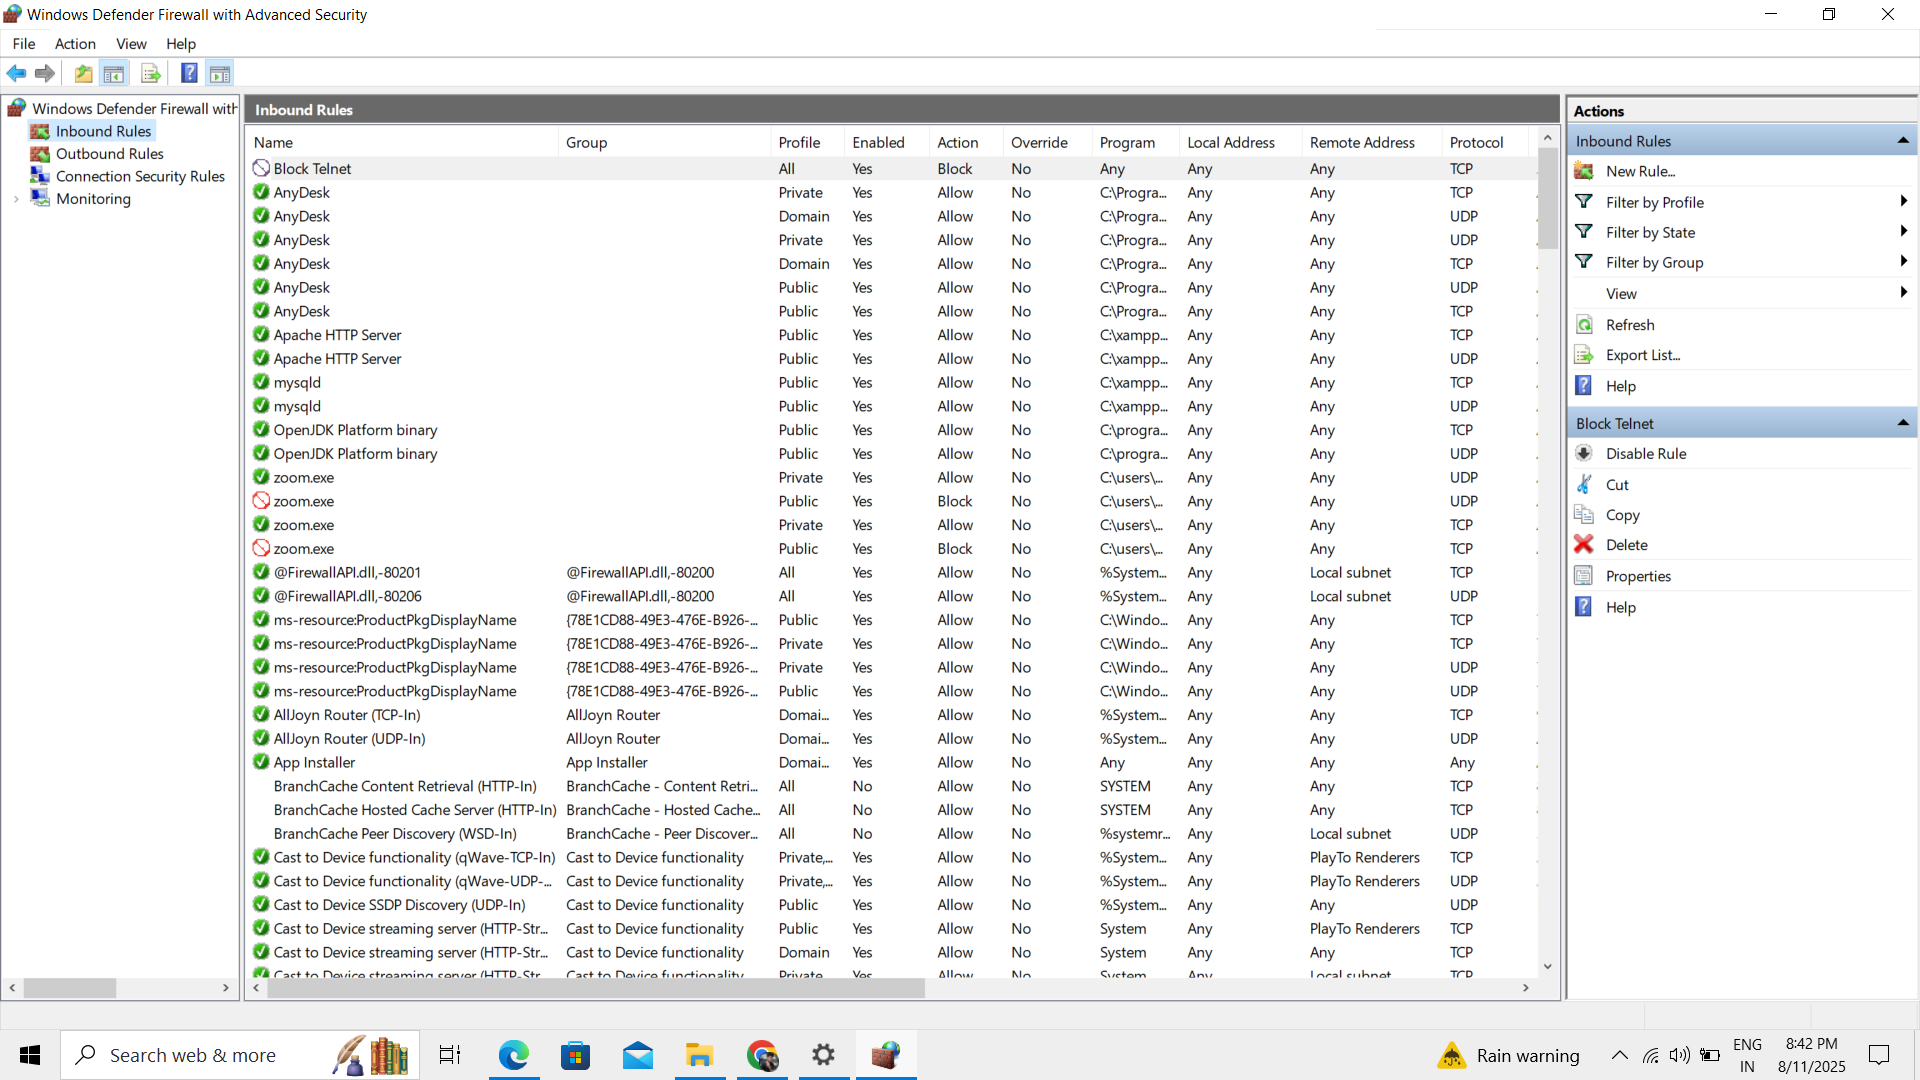 Windows Defender Firewall with Advanced Security
File Action View Help
Windows Defender Firewall with
Inbound Rules
Outbound Rules
Connection Security Rules
Monitoring
Inbound Rules
Name Group Profile Enabled Action Override Program Local Address Remote Address Protocol
Block Telnet All Yes Block No Any Any Any TCP
AnyDesk Private Yes Allow No C:\Progra... Any Any TCP
AnyDesk Domain Yes Allow No C:\Progra... Any Any UDP
AnyDesk Private Yes Allow No C:\Progra... Any Any UDP
AnyDesk Domain Yes Allow No C:\Progra... Any Any TCP
AnyDesk Public Yes Allow No C:\Progra... Any Any UDP
AnyDesk Public Yes Allow No C:\Progra... Any Any TCP
Apache HTTP Server Public Yes Allow No C:\xampp... Any Any TCP
Apache HTTP Server Public Yes Allow No C:\xampp... Any Any UDP
mysqld Public Yes Allow No C:\xampp... Any Any TCP
mysqld Public Yes Allow No C:\xampp... Any Any UDP
OpenJDK Platform binary Public Yes Allow No C:\progra... Any Any TCP
OpenJDK Platform binary Public Yes Allow No C:\progra... Any Any UDP
zoom.exe Private Yes Allow No C:\users\... Any Any UDP
zoom.exe Public Yes Block No C:\users\... Any Any UDP
zoom.exe Private Yes Allow No C:\users\... Any Any TCP
zoom.exe Public Yes Block No C:\users\... Any Any TCP
@FirewallAPI.dll,-80201 @FirewallAPI.dll,-80200 All Yes Allow No %System... Any Local subnet TCP
@FirewallAPI.dll,-80206 @FirewallAPI.dll,-80200 All Yes Allow No %System... Any Local subnet UDP
ms-resource:ProductPkgDisplayName {78E1CD88-49E3-476E-B926-... Public Yes Allow No C:\Windo... Any Any TCP
ms-resource:ProductPkgDisplayName {78E1CD88-49E3-476E-B926-... Private Yes Allow No C:\Windo... Any Any TCP
ms-resource:ProductPkgDisplayName {78E1CD88-49E3-476E-B926-... Private Yes Allow No C:\Windo... Any Any UDP
ms-resource:ProductPkgDisplayName {78E1CD88-49E3-476E-B926-... Public Yes Allow No C:\Windo... Any Any UDP
AllJoyn Router (TCP-In) AllJoyn Router Domai... Yes Allow No %System... Any Any TCP
AllJoyn Router (UDP-In) AllJoyn Router Domai... Yes Allow No %System... Any Any UDP
App Installer App Installer Domai... Yes Allow No Any Any Any Any
BranchCache Content Retrieval (HTTP-In) BranchCache - Content Retri... All No Allow No SYSTEM Any Any TCP
BranchCache Hosted Cache Server (HTTP-In) BranchCache - Hosted Cache... All No Allow No SYSTEM Any Any TCP
BranchCache Peer Discovery (WSD-In) BranchCache - Peer Discover... All No Allow No %systemr... Any Local subnet UDP
Cast to Device functionality (qWave-TCP-In) Cast to Device functionality Private,... Yes Allow No %System... Any PlayTo Renderers TCP
Cast to Device functionality (qWave-UDP-... Cast to Device functionality Private,... Yes Allow No %System... Any PlayTo Renderers UDP
Cast to Device SSDP Discovery (UDP-In) Cast to Device functionality Public Yes Allow No %System... Any Any UDP
Cast to Device streaming server (HTTP-Str... Cast to Device functionality Public Yes Allow No System Any PlayTo Renderers TCP
Cast to Device streaming server (HTTP-Str... Cast to Device functionality Domain Yes Allow No System Any Any TCP
Cast to Device streaming server (HTTP-Str... Cast to Device functionality Private Yes Allow No System Any Local subnet TCP
Actions
Inbound Rules
New Rule...
Filter by Profile
Filter by State
Filter by Group
View
Refresh
Export List...
Help
Block Telnet
Disable Rule
Cut
Copy
Delete
Properties
Help
Search web & more
Rain warning
ENG
IN
8:42 PM
8/11/2025